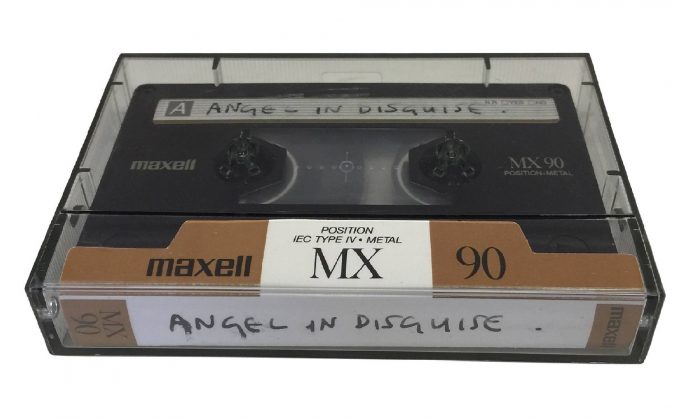 A ANGEL IN DISGUISE .
maxell
MX 90
POSITION•METAL
POSITION
IEC TYPE IV • METAL
maxell MX 90
MX 90
ANGEL IN DISGUISE .
maxell